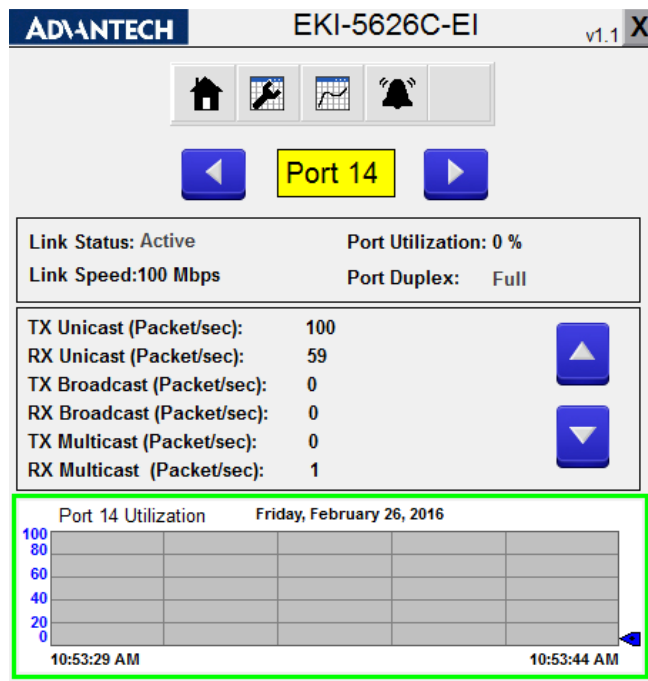 ADVANTECH EKI-5626C-EI v1.1 X
Port 14
Link Status: Active Port Utilization: 0 %
Link Speed:100 Mbps Port Duplex: Full
TX Unicast (Packet/sec): 100
RX Unicast (Packet/sec): 59
TX Broadcast (Packet/sec): 0
RX Broadcast (Packet/sec): 0
TX Multicast (Packet/sec): 0
RX Multicast (Packet/sec): 1
Port 14 Utilization Friday, February 26, 2016
100
80
60
40
20
0
10:53:29 AM 10:53:44 AM